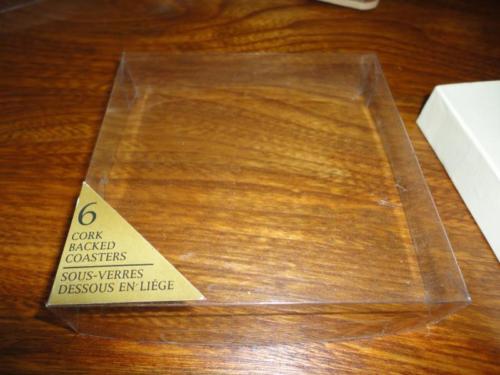 6
CORK
BACKED
COASTERS
SOUS-VERRES
DESSOUS EN LIÈGE